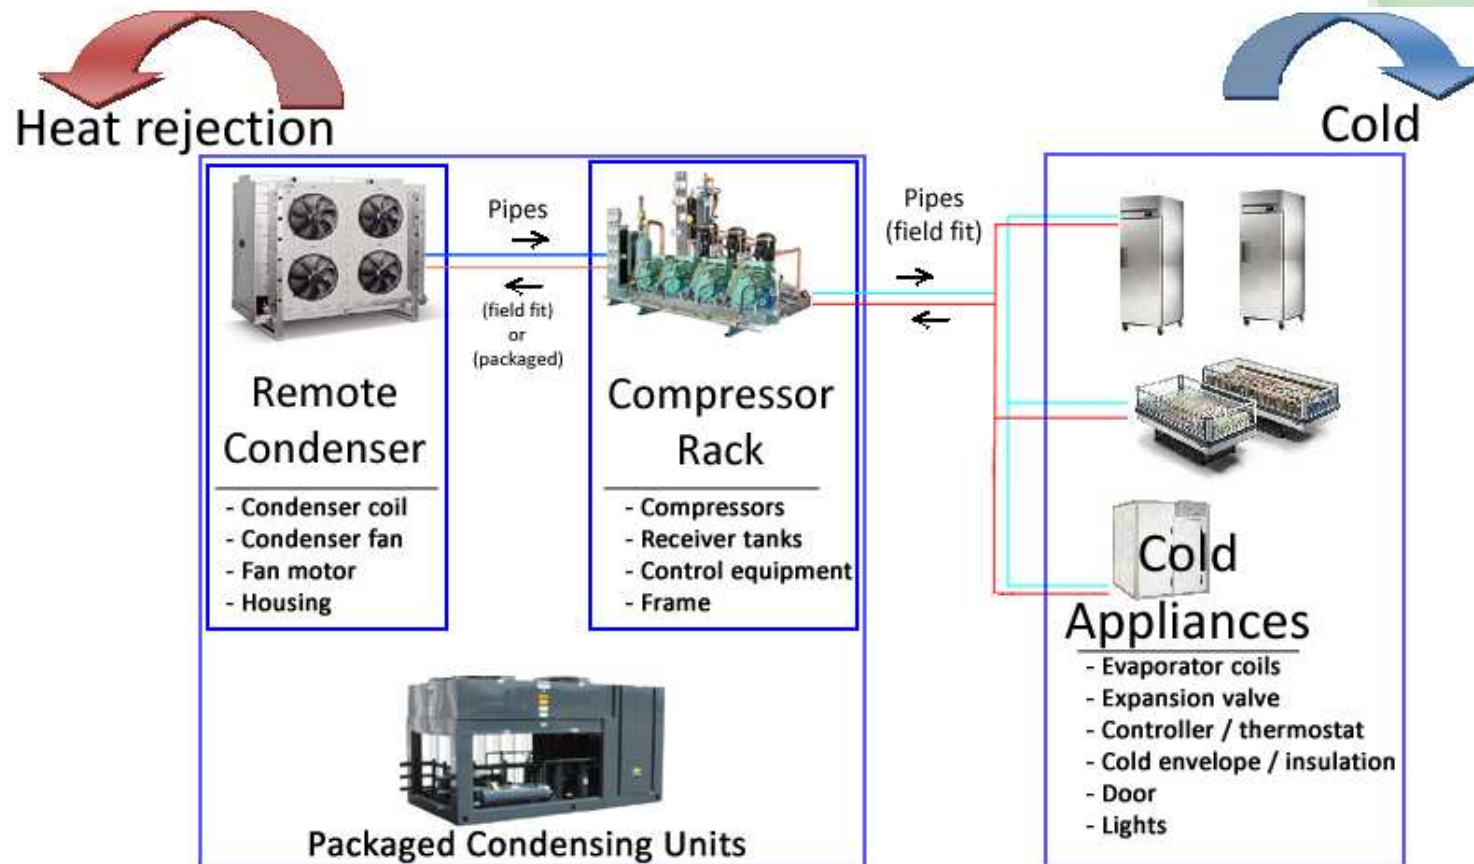 Heat rejection
Cold
Pipes
(field fit)
or
(packaged)
Pipes
(field fit)
Remote
Condenser
- Condenser coil
- Condenser fan
- Fan motor
- Housing
Compressor
Rack
- Compressors
- Receiver tanks
- Control equipment
- Frame
Packaged Condensing Units
Cold
Appliances
- Evaporator coils
- Expansion valve
- Controller / thermostat
- Cold envelope / insulation
- Door
- Lights